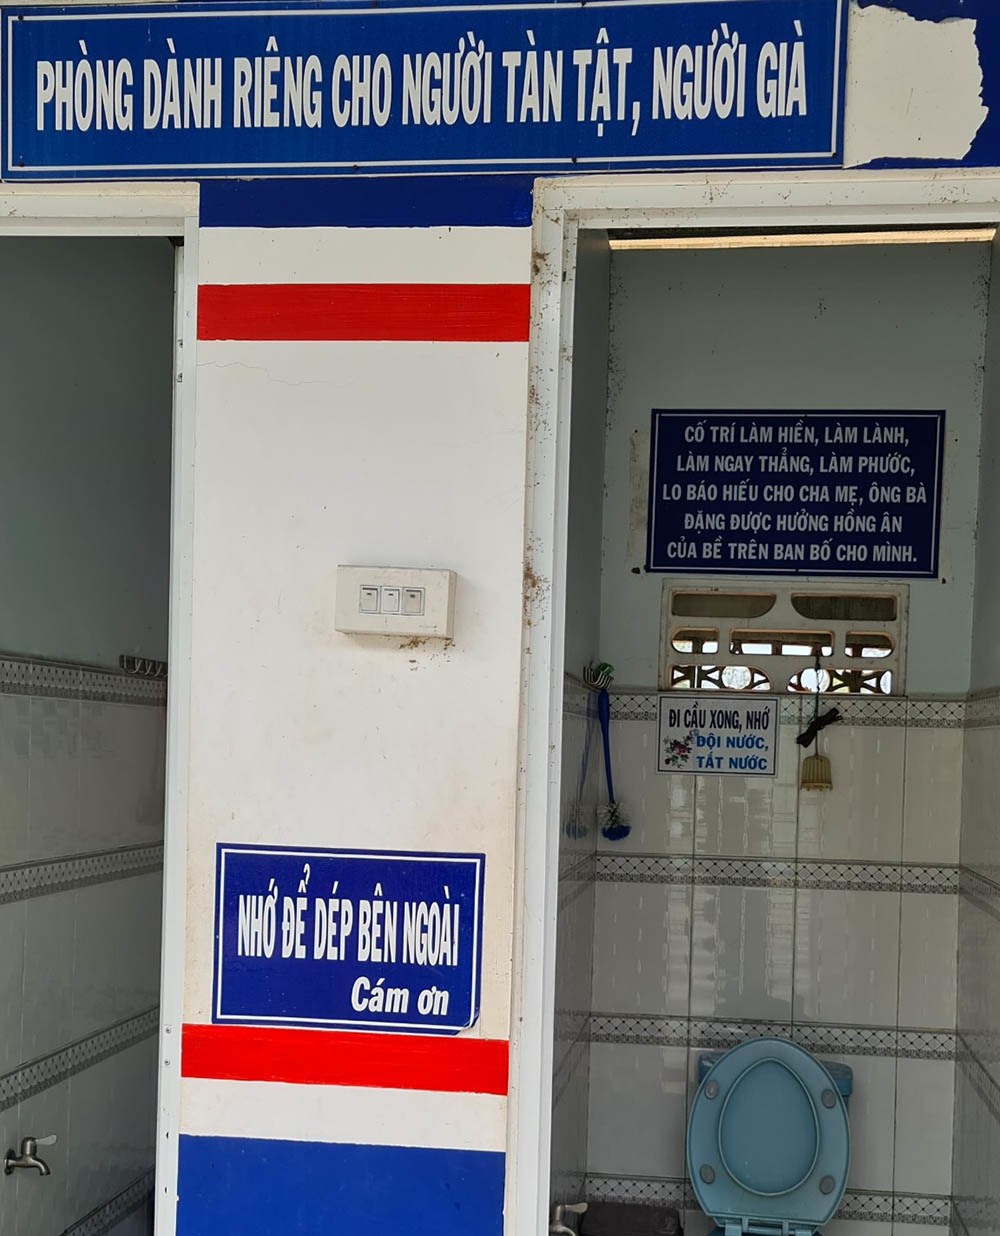 PHÒNG DÀNH RIÊNG CHO NGƯỜI TÀN TẬT, NGƯỜI GIÀ
CỐ TRÍ LÀM HIỀN, LÀM LÀNH,
LÀM NGAY THẲNG, LÀM PHƯỚC,
LO BÁO HIẾU CHO CHA MẸ, ÔNG BÀ
ĐẶNG ĐƯỢC HƯỞNG HỒNG ÂN
CỦA BỀ TRÊN BAN BỐ CHO MÌNH.
ĐI CẦU XONG, NHỚ
DỘI NƯỚC,
TẮT NƯỚC
NHỚ ĐỂ DÉP BÊN NGOÀI
Cám ơn